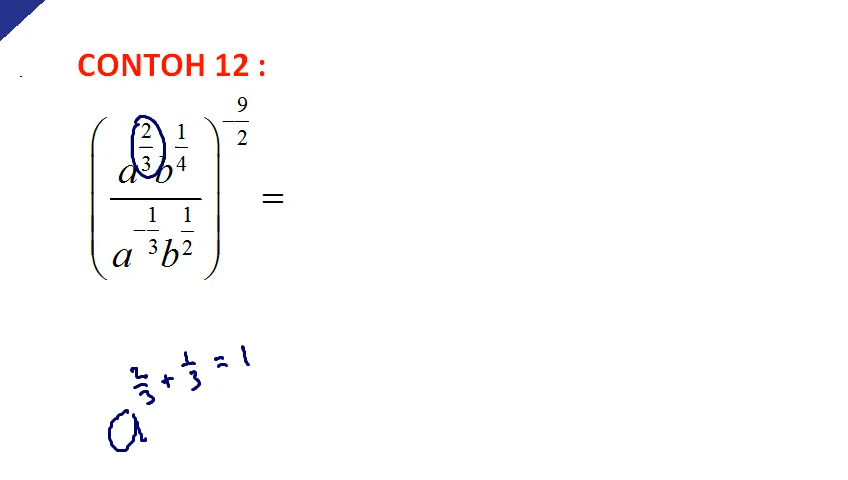 CONTOH 12 :
(a^{2/3} b^{1/4} / a^{-1/3} b^{1/2})^{-9/2} =
a^{2/3 + 1/3 = 1}